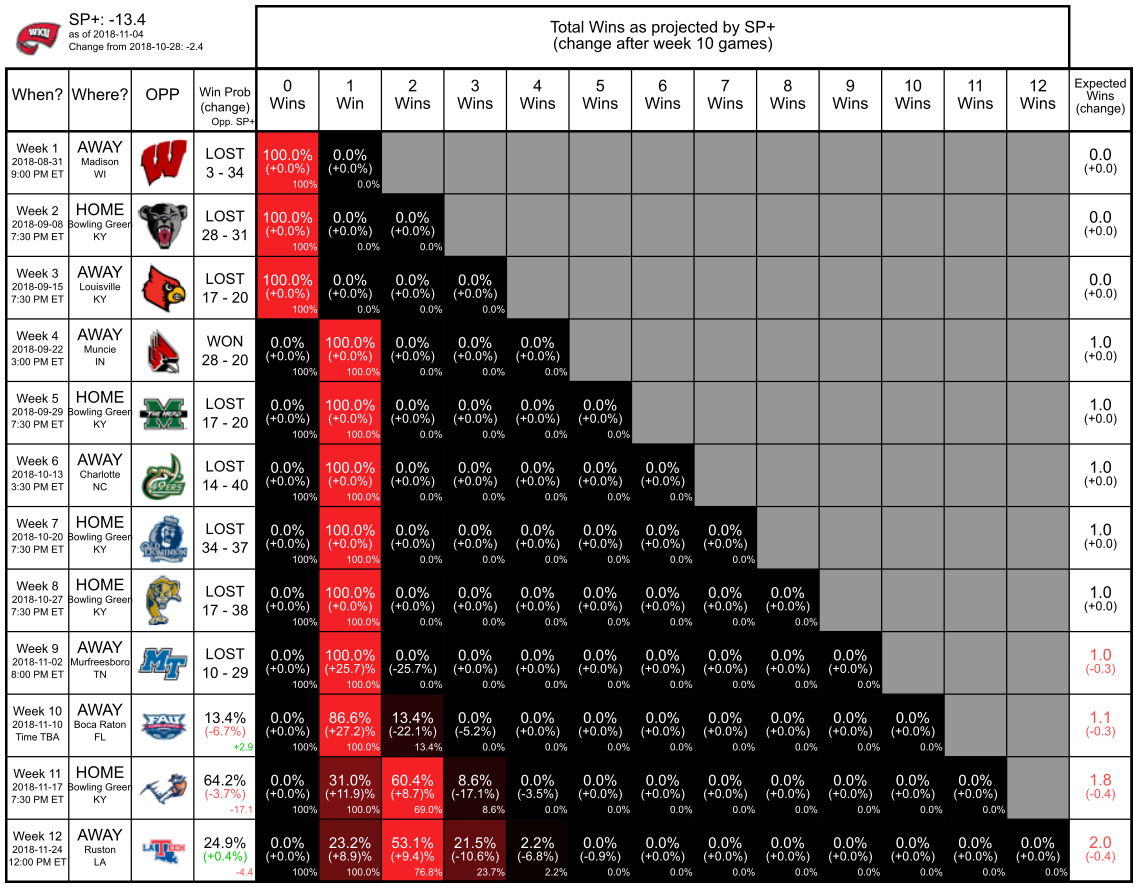 WKU
SP+: -13.4
as of 2018-11-04
Change from 2018-10-28: -2.4
Total Wins as projected by SP+
(change after week 10 games)
When? Where? OPP Win Prob (change) Opp. SP+ 0 Wins 1 Win 2 Wins 3 Wins 4 Wins 5 Wins 6 Wins 7 Wins 8 Wins 9 Wins 10 Wins 11 Wins 12 Wins Expected Wins (change)
Week 1 AWAY LOST 100.0% 0.0% 0.0
2018-08-31 Madison 3 - 34 (+0.0%) (+0.0%) (+0.0)
9:00 PM ET WI 100% 0.0%
Week 2 HOME LOST 100.0% 0.0% 0.0% 0.0
2018-09-08 Bowling Green 28 - 31 (+0.0%) (+0.0%) (+0.0%) (+0.0)
7:30 PM ET KY 100% 0.0% 0.0%
Week 3 AWAY LOST 100.0% 0.0% 0.0% 0.0% 0.0
2018-09-15 Louisville 17 - 20 (+0.0%) (+0.0%) (+0.0%) (+0.0%) (+0.0)
7:30 PM ET KY 100% 0.0% 0.0% 0.0%
Week 4 AWAY WON 0.0% 100.0% 0.0% 0.0% 0.0% 1.0
2018-09-22 Muncie 28 - 20 (+0.0%) (+0.0%) (+0.0%) (+0.0%) (+0.0%) (+0.0)
3:00 PM ET IN 100% 100.0% 0.0% 0.0% 0.0%
Week 5 HOME THE HERD LOST 0.0% 100.0% 0.0% 0.0% 0.0% 0.0% 1.0
2018-09-29 Bowling Green 17 - 20 (+0.0%) (+0.0%) (+0.0%) (+0.0%) (+0.0%) (+0.0%) (+0.0)
7:30 PM ET KY 100% 100.0% 0.0% 0.0% 0.0% 0.0%
Week 6 AWAY 49ERS LOST 0.0% 100.0% 0.0% 0.0% 0.0% 0.0% 0.0% 1.0
2018-10-13 Charlotte 14 - 40 (+0.0%) (+0.0%) (+0.0%) (+0.0%) (+0.0%) (+0.0%) (+0.0%) (+0.0)
3:30 PM ET NC 100% 100.0% 0.0% 0.0% 0.0% 0.0% 0.0%
Week 7 HOME OLD DOMINION LOST 0.0% 100.0% 0.0% 0.0% 0.0% 0.0% 0.0% 0.0% 1.0
2018-10-20 Bowling Green 34 - 37 (+0.0%) (+0.0%) (+0.0%) (+0.0%) (+0.0%) (+0.0%) (+0.0%) (+0.0%) (+0.0)
7:30 PM ET KY 100% 100.0% 0.0% 0.0% 0.0% 0.0% 0.0% 0.0%
Week 8 HOME LOST 0.0% 100.0% 0.0% 0.0% 0.0% 0.0% 0.0% 0.0% 0.0% 1.0
2018-10-27 Bowling Green 17 - 38 (+0.0%) (+0.0%) (+0.0%) (+0.0%) (+0.0%) (+0.0%) (+0.0%) (+0.0%) (+0.0%) (+0.0)
7:30 PM ET KY 100% 100.0% 0.0% 0.0% 0.0% 0.0% 0.0% 0.0% 0.0%
Week 9 AWAY MT LOST 0.0% 100.0% 0.0% 0.0% 0.0% 0.0% 0.0% 0.0% 0.0% 0.0% 1.0
2018-11-02 Murfreesboro 10 - 29 (+0.0%) (+25.7)% (-25.7%) (+0.0%) (+0.0%) (+0.0%) (+0.0%) (+0.0%) (+0.0%) (+0.0%) (-0.3)
8:00 PM ET TN 100% 100.0% 0.0% 0.0% 0.0% 0.0% 0.0% 0.0% 0.0% 0.0%
Week 10 AWAY FAU 13.4% 0.0% 86.6% 13.4% 0.0% 0.0% 0.0% 0.0% 0.0% 0.0% 0.0% 0.0% 1.1
2018-11-10 Boca Raton (-6.7%) (+0.0%) (+27.2)% (-22.1%) (-5.2%) (+0.0%) (+0.0%) (+0.0%) (+0.0%) (+0.0%) (+0.0%) (+0.0%) (-0.3)
Time TBA FL +2.9 100% 100.0% 13.4% 0.0% 0.0% 0.0% 0.0% 0.0% 0.0% 0.0% 0.0%
Week 11 HOME 64.2% 0.0% 31.0% 60.4% 8.6% 0.0% 0.0% 0.0% 0.0% 0.0% 0.0% 0.0% 0.0% 1.8
2018-11-17 Bowling Green (-3.7%) (+0.0%) (+11.9)% (+8.7)% (-17.1%) (-3.5%) (+0.0%) (+0.0%) (+0.0%) (+0.0%) (+0.0%) (+0.0%) (+0.0%) (-0.4)
7:30 PM ET KY -17.1 100% 100.0% 69.0% 8.6% 0.0% 0.0% 0.0% 0.0% 0.0% 0.0% 0.0% 0.0%
Week 12 AWAY LA TECH 24.9% 0.0% 23.2% 53.1% 21.5% 2.2% 0.0% 0.0% 0.0% 0.0% 0.0% 0.0% 0.0% 0.0% 2.0
2018-11-24 Ruston (+0.4%) (+0.0%) (+8.9)% (+9.4)% (-10.6%) (-6.8%) (-0.9%) (+0.0%) (+0.0%) (+0.0%) (+0.0%) (+0.0%) (+0.0%) (+0.0%) (-0.4)
12:00 PM ET LA -4.4 100% 100.0% 76.8% 23.7% 2.2% 0.0% 0.0% 0.0% 0.0% 0.0% 0.0% 0.0% 0.0%